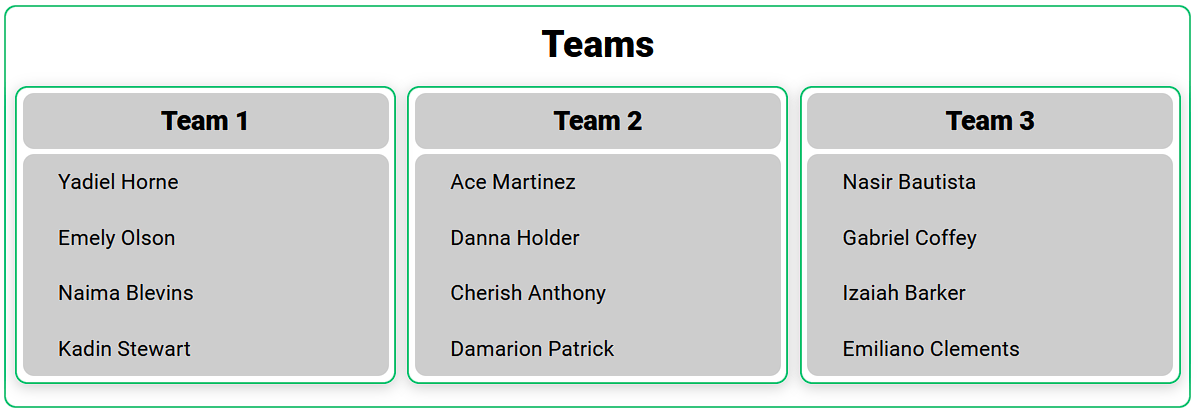 Teams
Team 1
Yadiel Horne
Emely Olson
Naima Blevins
Kadin Stewart
Team 2
Ace Martinez
Danna Holder
Cherish Anthony
Damarion Patrick
Team 3
Nasir Bautista
Gabriel Coffey
Izaiah Barker
Emiliano Clements